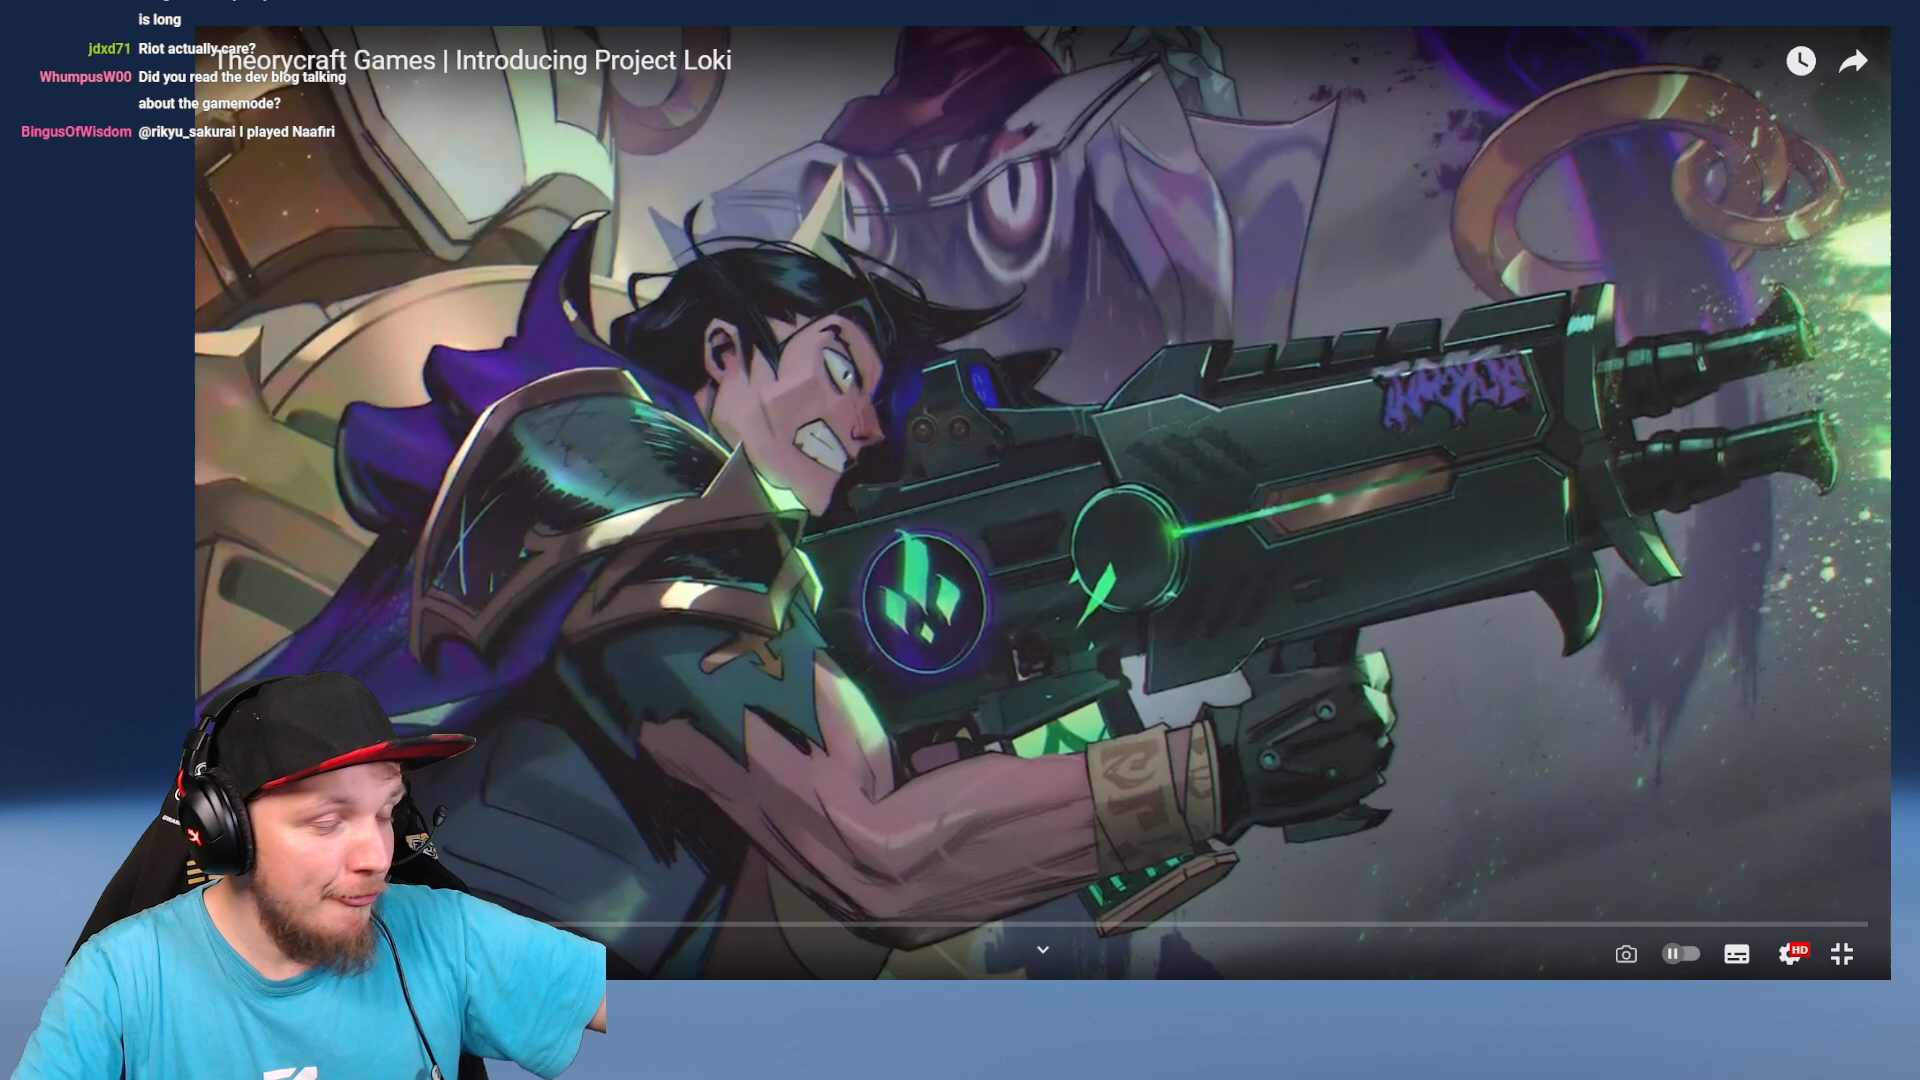 is long
jdxd71 Riot actually care?
Theorycraft Games | Introducing Project Loki
WhumpusW00 Did you read the dev blog talking
about the gamemode?
BingusOfWisdom @rikyu_sakurai I played Naafiri
HD